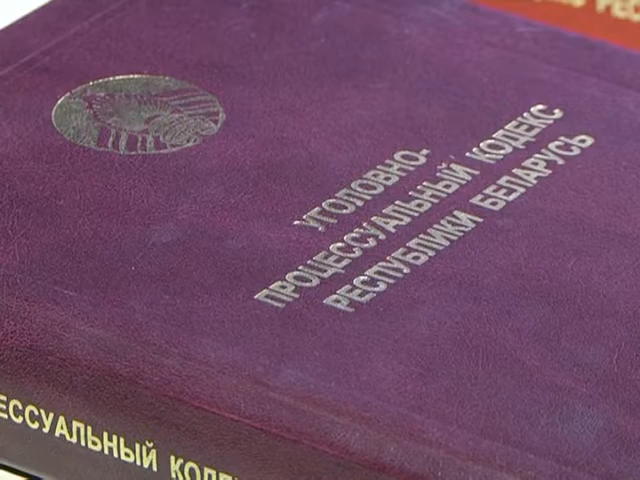 УГОЛОВНО-
ПРОЦЕССУАЛЬНЫЙ КОДЕКС
РЕСПУБЛИКИ БЕЛАРУСЬ
ЕССУАЛЬНЫЙ